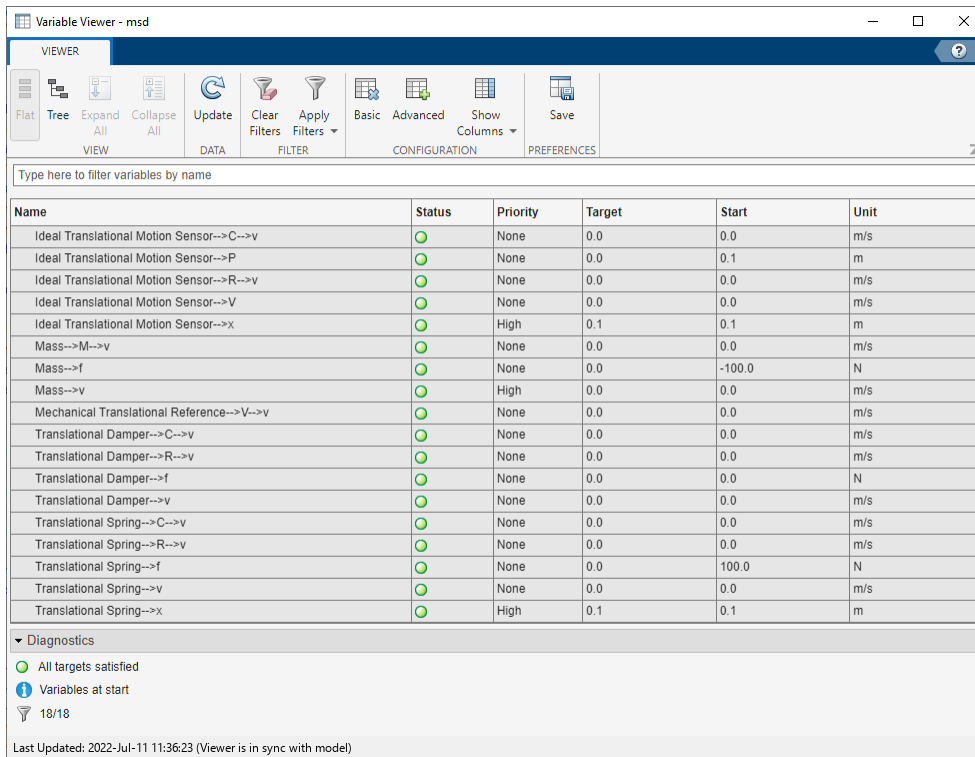 Variable Viewer - msd
VIEWER
Flat Tree Expand All Collapse All Update Clear Filters Apply Filters Basic Advanced Show Columns Save
VIEW DATA FILTER CONFIGURATION PREFERENCES
Type here to filter variables by name
Name Status Priority Target Start Unit
Ideal Translational Motion Sensor-->C-->v None 0.0 0.0 m/s
Ideal Translational Motion Sensor-->P None 0.0 0.1 m
Ideal Translational Motion Sensor-->R-->v None 0.0 0.0 m/s
Ideal Translational Motion Sensor-->V None 0.0 0.0 m/s
Ideal Translational Motion Sensor-->x High 0.1 0.1 m
Mass-->M-->v None 0.0 0.0 m/s
Mass-->f None 0.0 -100.0 N
Mass-->v High 0.0 0.0 m/s
Mechanical Translational Reference-->V-->v None 0.0 0.0 m/s
Translational Damper-->C-->v None 0.0 0.0 m/s
Translational Damper-->R-->v None 0.0 0.0 m/s
Translational Damper-->f None 0.0 0.0 N
Translational Damper-->v None 0.0 0.0 m/s
Translational Spring-->C-->v None 0.0 0.0 m/s
Translational Spring-->R-->v None 0.0 0.0 m/s
Translational Spring-->f None 0.0 100.0 N
Translational Spring-->v None 0.0 0.0 m/s
Translational Spring-->x High 0.1 0.1 m
Diagnostics
All targets satisfied
Variables at start
18/18
Last Updated: 2022-Jul-11 11:36:23 (Viewer is in sync with model)